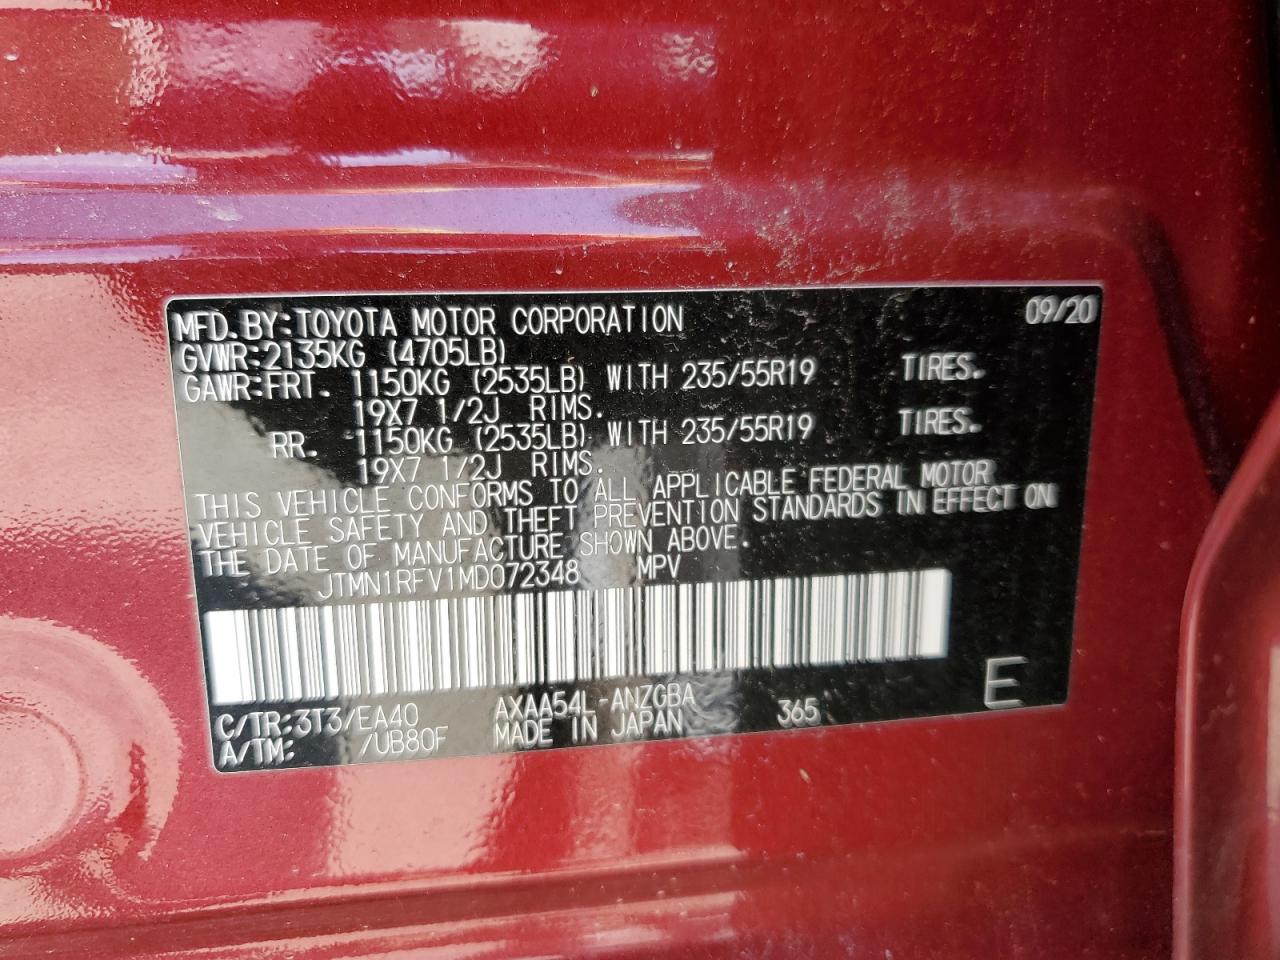 MFD.BY:TOYOTA MOTOR CORPORATION 09/20
GVWR:2135KG (4705LB)
GAWR:FRT. 1150KG (2535LB) WITH 235/55R19 TIRES.
19X7 1/2J RIMS.
RR. 1150KG (2535LB) WITH 235/55R19 TIRES.
19X7 1/2J RIMS.
THIS VEHICLE CONFORMS TO ALL APPLICABLE FEDERAL MOTOR
VEHICLE SAFETY AND THEFT PREVENTION STANDARDS IN EFFECT ON
THE DATE OF MANUFACTURE SHOWN ABOVE.
JTMN1RFV1MD072348 MPV
C/TR:3T3/EA40 AXAA54L-ANZGBA 365 E
A/TM: /UB80F MADE IN JAPAN